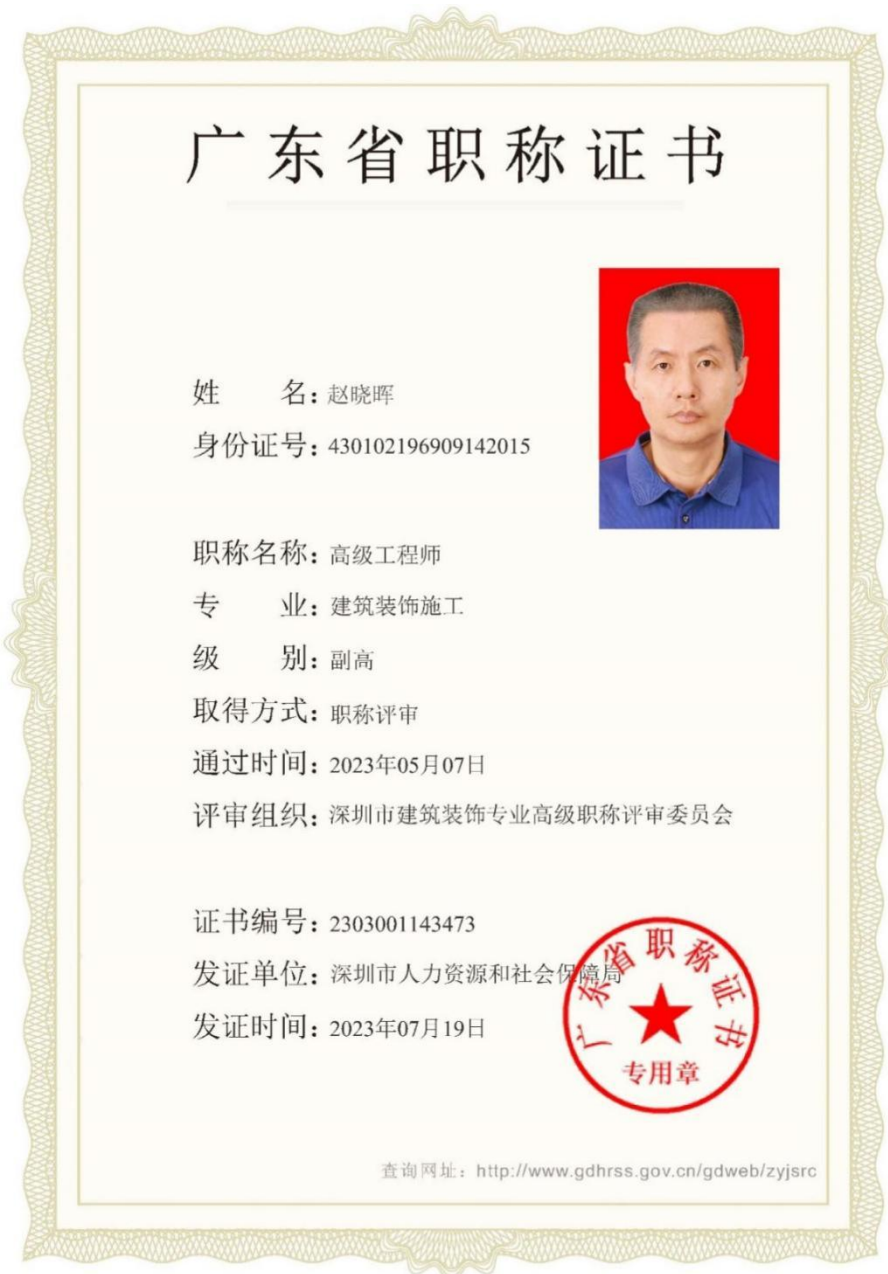 广东省职称证书
姓 名：赵晓晖
身份证号：430102196909142015
职称名称：高级工程师
专 业：建筑装饰施工
级 别：副高
取得方式：职称评审
通过时间：2023年05月07日
评审组织：深圳市建筑装饰专业高级职称评审委员会
证书编号：2303001143473
发证单位：深圳市人力资源和社会保障局
发证时间：2023年07月19日
广东省职称证书
专用章
查询网址：http://www.gdhrss.gov.cn/gdweb/zyjsrc